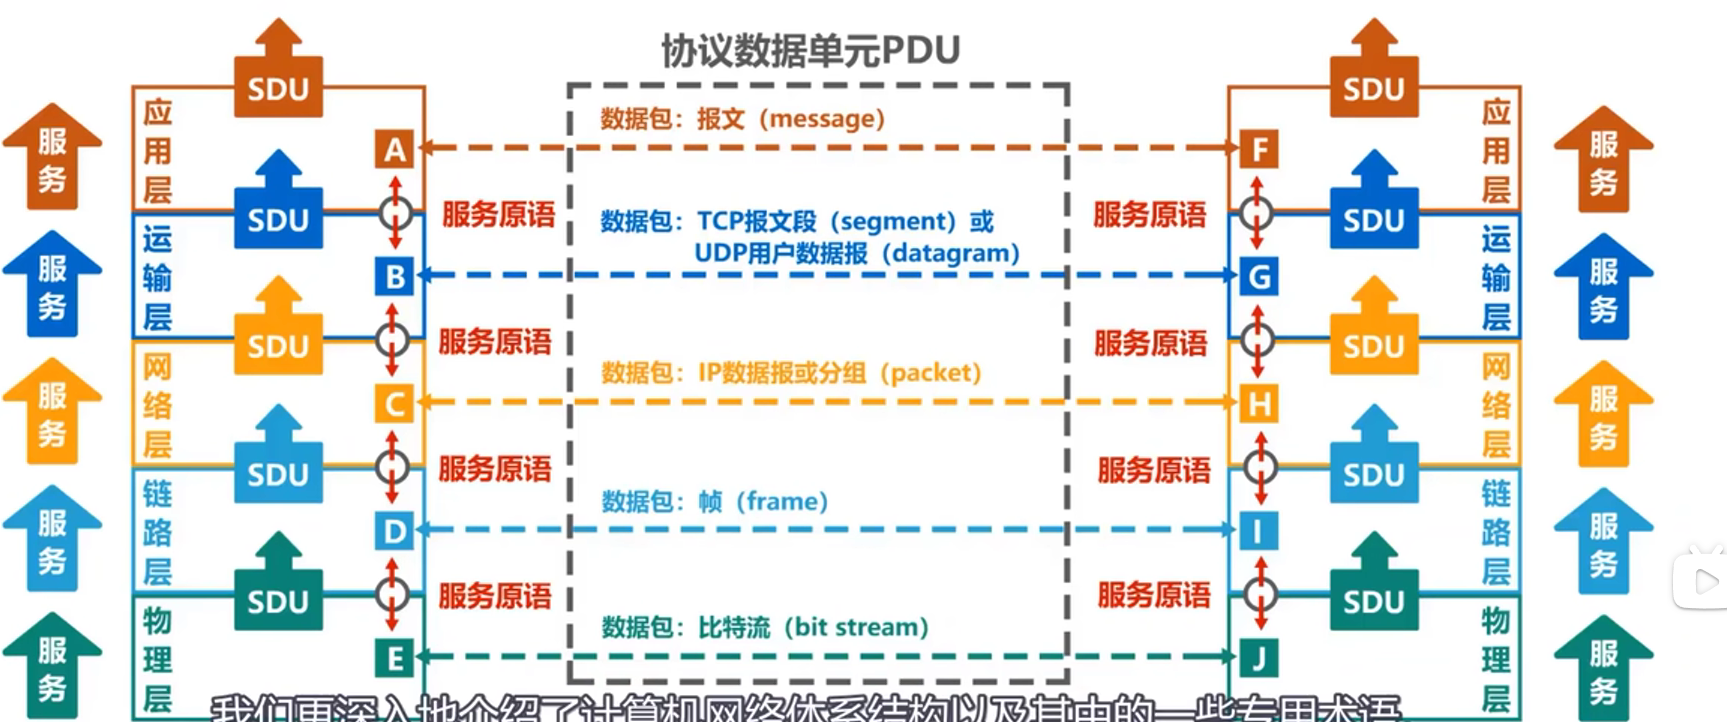 协议数据单元PDU
SDU
SDU
应用层
服务
A
数据包：报文（message）
F
应用层
服务
服务原语
服务原语
SDU
SDU
运输层
服务
B
数据包：TCP报文段（segment）或
UDP用户数据报（datagram）
G
运输层
服务
服务原语
服务原语
SDU
SDU
网络层
服务
C
数据包：IP数据报或分组（packet）
H
网络层
服务
服务原语
服务原语
SDU
SDU
链路层
服务
D
数据包：帧（frame）
I
链路层
服务
服务原语
服务原语
SDU
SDU
物理层
服务
E
数据包：比特流（bit stream）
J
物理层
服务
我们更深入地介绍了计算机网络体系结构以及其中的一些专用术语